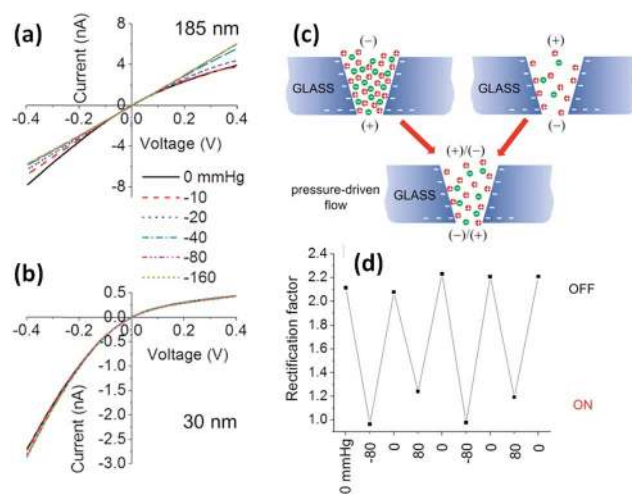 (a)
185 nm
Current (nA)
8
4
0
-4
-8
-0.4 -0.2 0.0 0.2 0.4
Voltage (V)
0 mmHg
-10
-20
-40
-80
-160
(b)
0.5
0.0
-0.5
-1.0
-1.5
-2.0
-2.5
-3.0
-0.4 -0.2 0.0 0.2 0.4
Voltage (V)
Current (nA)
30 nm
(c)
(−)
GLASS
(+)
(+)
GLASS
(−)
(+)/(−)
pressure-driven
flow
GLASS
(−)/(+)
(d)
Rectification factor
2.4
2.2
2.0
1.8
1.6
1.4
1.2
1.0
OFF
ON
0 mmHg
-80
0
80
0
-80
0
80
0